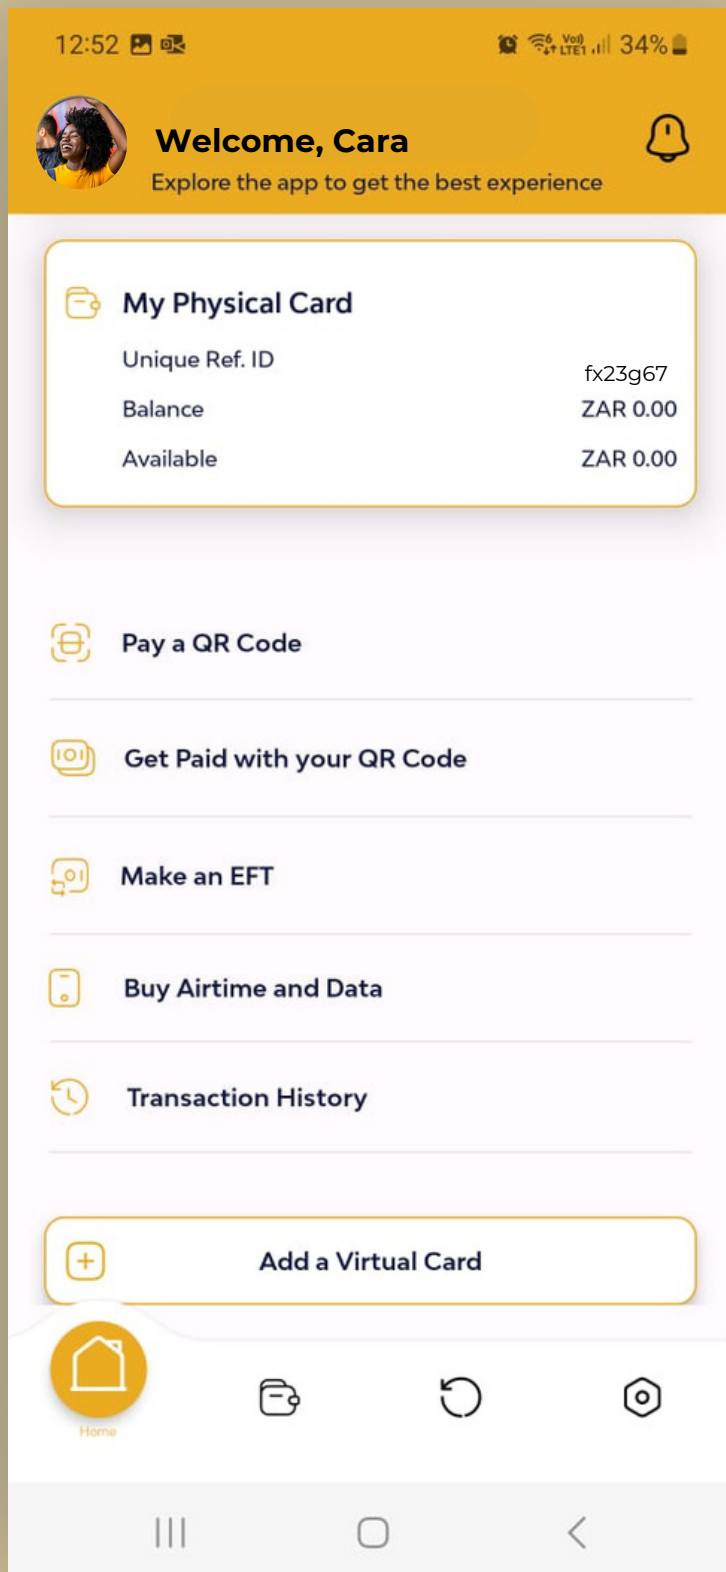 12:52 Vo)) LTE1 34%
Welcome, Cara
Explore the app to get the best experience
My Physical Card
Unique Ref. ID fx23g67
Balance ZAR 0.00
Available ZAR 0.00
Pay a QR Code
Get Paid with your QR Code
Make an EFT
Buy Airtime and Data
Transaction History
Add a Virtual Card
Home